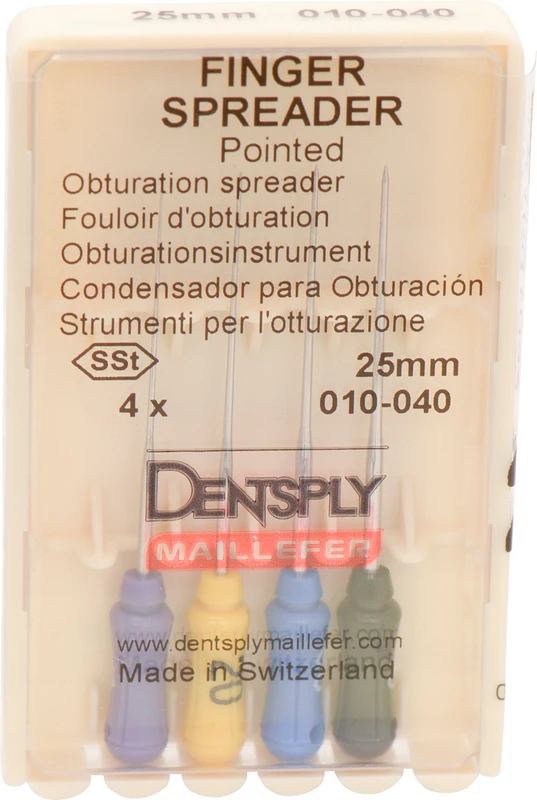 25mm 010-040
FINGER
SPREADER
Pointed
Obturation spreader
Fouloir d'obturation
Obturationsinstrument
Condensador para Obturación
Strumenti per l'otturazione
SSt
25mm
4 x
010-040
DENTSPLY
MAILLEFER
www.dentsplymaillefer.com
Made in Switzerland
20